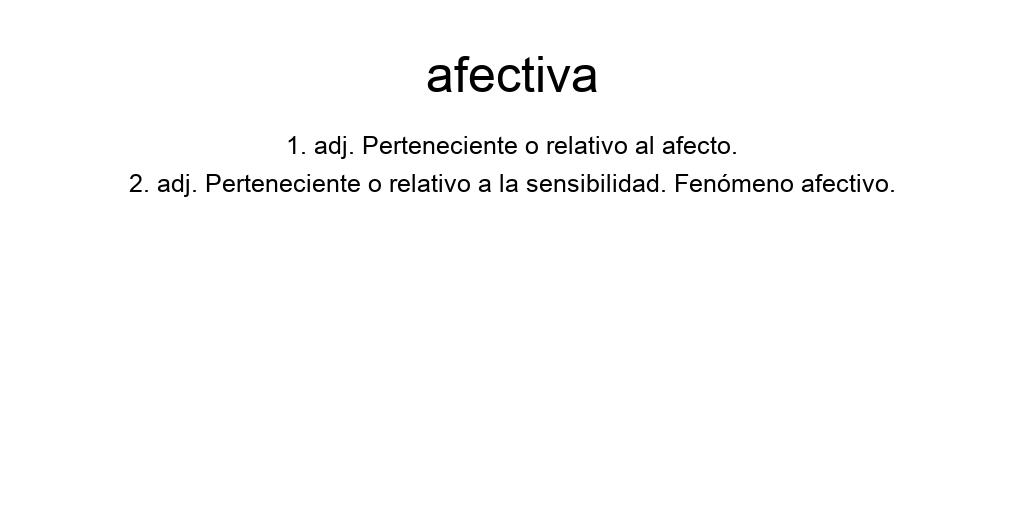 afectiva
1. adj. Perteneciente o relativo al afecto.
2. adj. Perteneciente o relativo a la sensibilidad. Fenómeno afectivo.